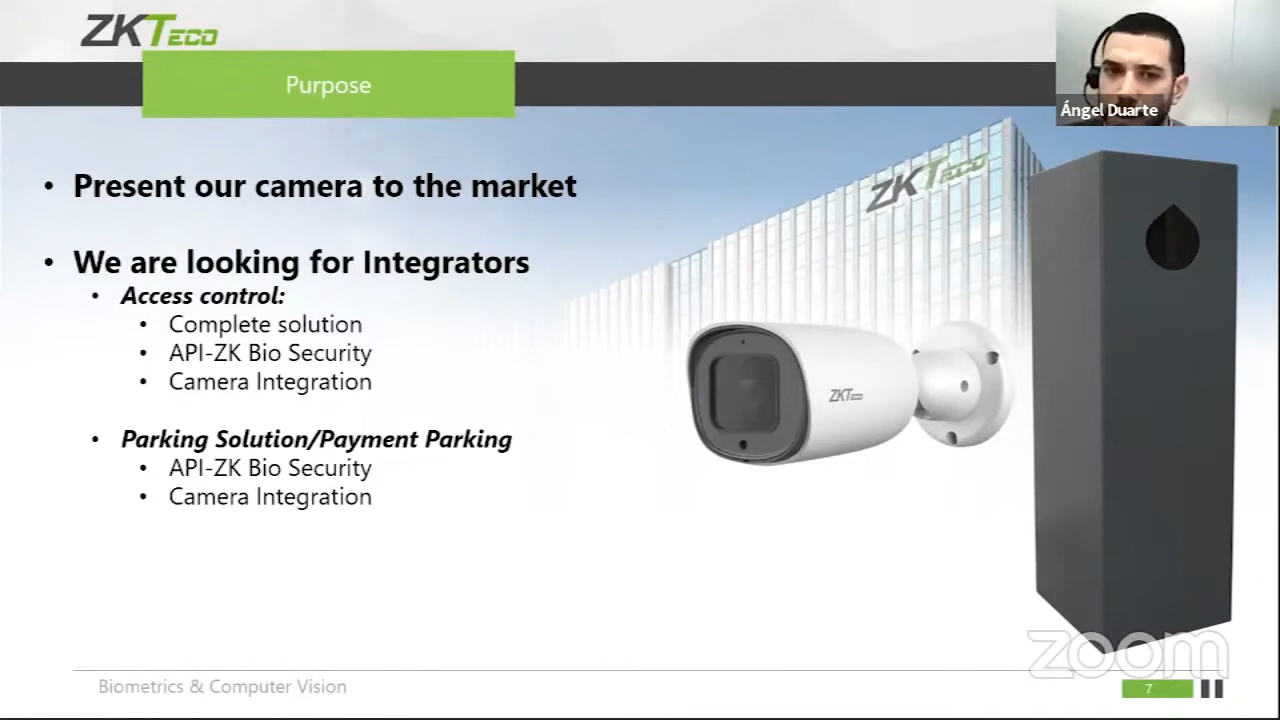 ZKTECO
Purpose
Ángel Duarte
• Present our camera to the market
• We are looking for Integrators
• Access control:
• Complete solution
• API-ZK Bio Security
• Camera Integration
• Parking Solution/Payment Parking
• API-ZK Bio Security
• Camera Integration
ZKTECO
ZKTECO
zoom
Biometrics & Computer Vision
7